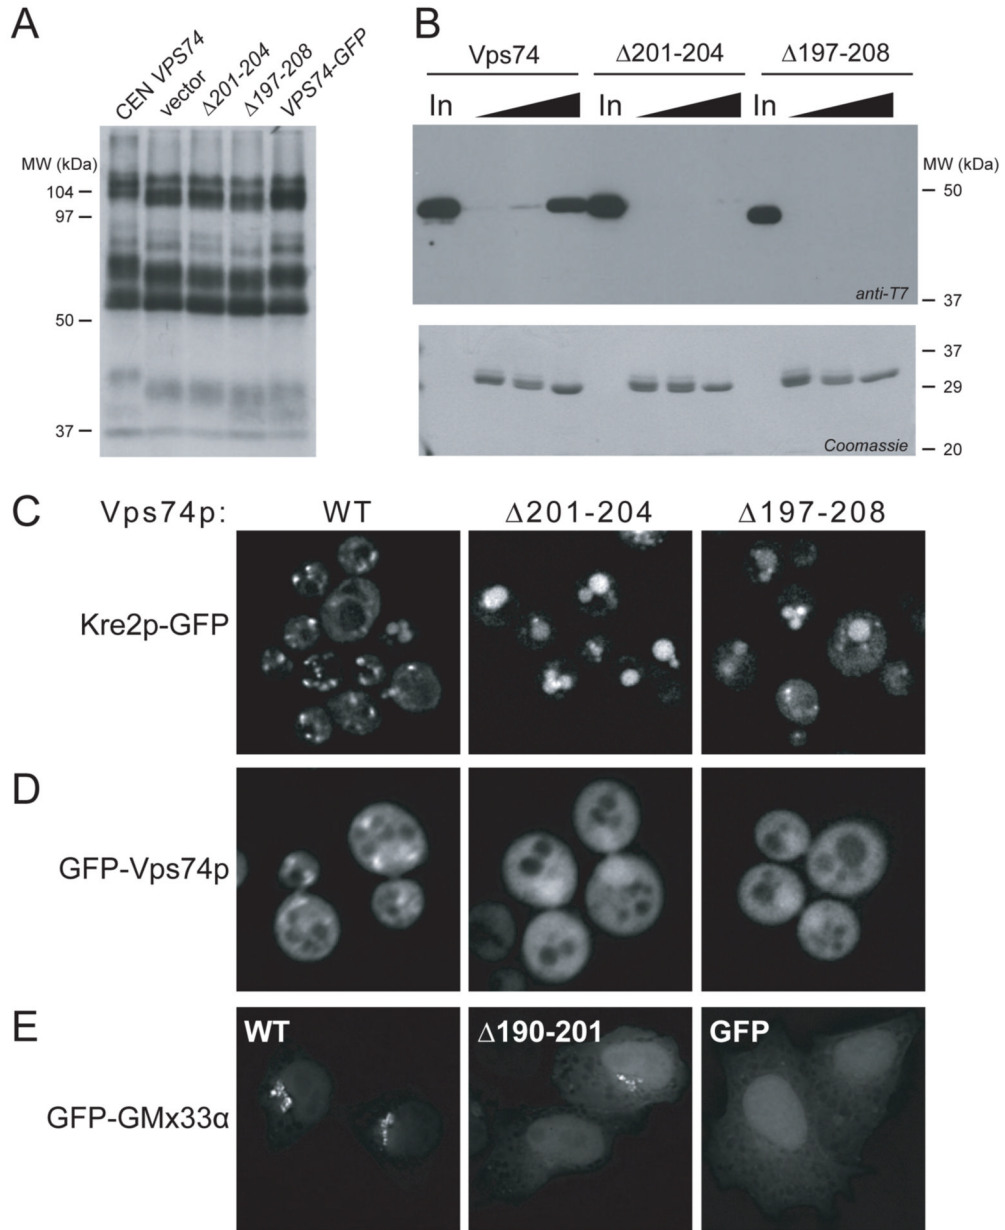 A
CEN VPS74
vector
Δ201-204
Δ197-208
VPS74-GFP
MW (kDa)
104
97
50
37
B
Vps74 Δ201-204 Δ197-208
In In In
MW (kDa)
50
anti-T7
37
37
29
Coomassie
20
C
Vps74p: WT Δ201-204 Δ197-208
Kre2p-GFP
D
GFP-Vps74p
E
WT Δ190-201 GFP
GFP-GMx33α